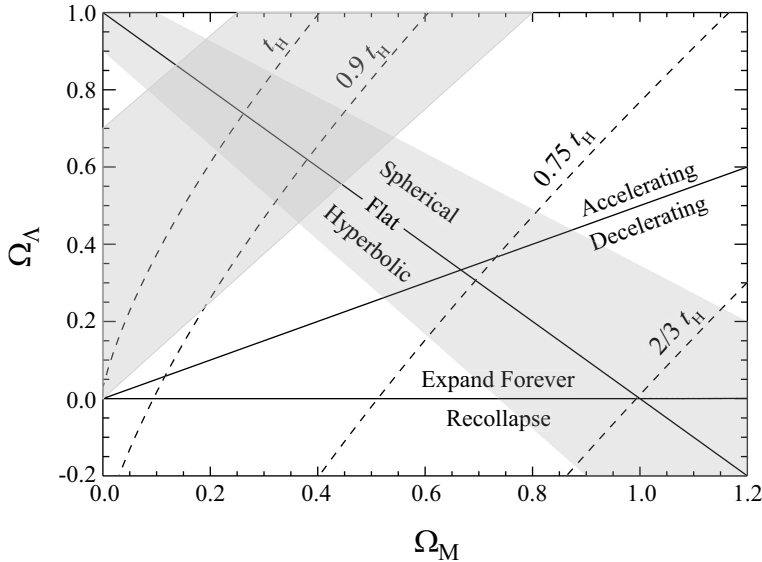 1.0
0.8
0.6
0.4
0.2
0.0
-0.2
Ω_Λ
t_H
0.9 t_H
0.75 t_H
2/3 t_H
Spherical
Flat
Hyperbolic
Accelerating
Decelerating
Expand Forever
Recollapse
0.0 0.2 0.4 0.6 0.8 1.0 1.2
Ω_M